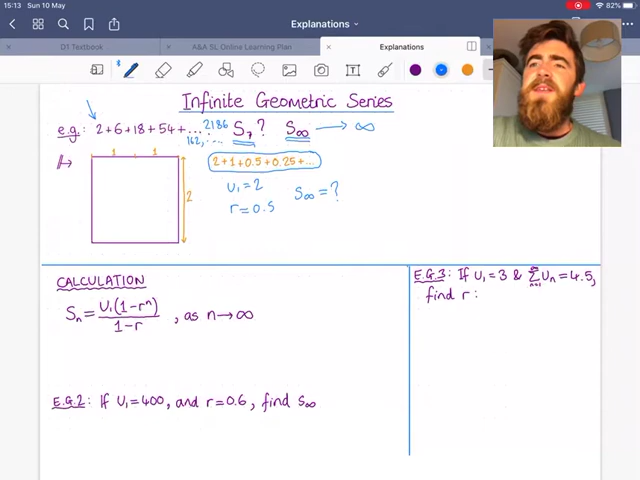 15:13 Sun 10 May
82%
Explanations
D1 Textbook
A&A SL Online Learning Plan
Explanations
Infinite Geometric Series
e.g: 2+6+18+54+.... 2186 S₇? S∞ → ∞
162,...
1 1
2
2+1+0.5+0.25+...
U₁=2
r=0.5
S∞=?
CALCULATION
Sₙ = U₁(1-rⁿ)/1-r , as n→∞
E.G.2: If U₁=400, and r=0.6, find S∞
E.G.3: If U₁=3 & ∞ Σ n=1 Uₙ=4.5,
find r: